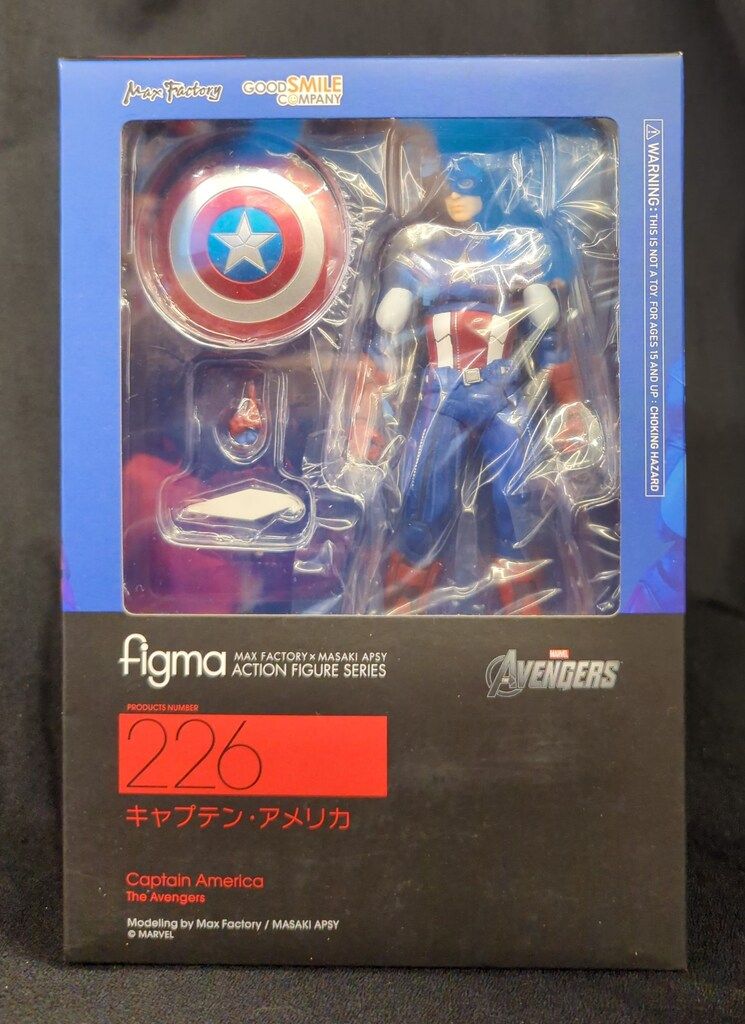 Max Factory
GOOD SMILE
COMPANY
⚠ WARNING: THIS IS NOT A TOY. FOR AGES 15 AND UP : CHOKING HAZARD
figma
MAX FACTORY × MASAKI APSY
ACTION FIGURE SERIES
MARVEL
THE AVENGERS
PRODUCTS NUMBER
226
キャプテン・アメリカ
Captain America
The Avengers
Modeling by Max Factory / MASAKI APSY
© MARVEL